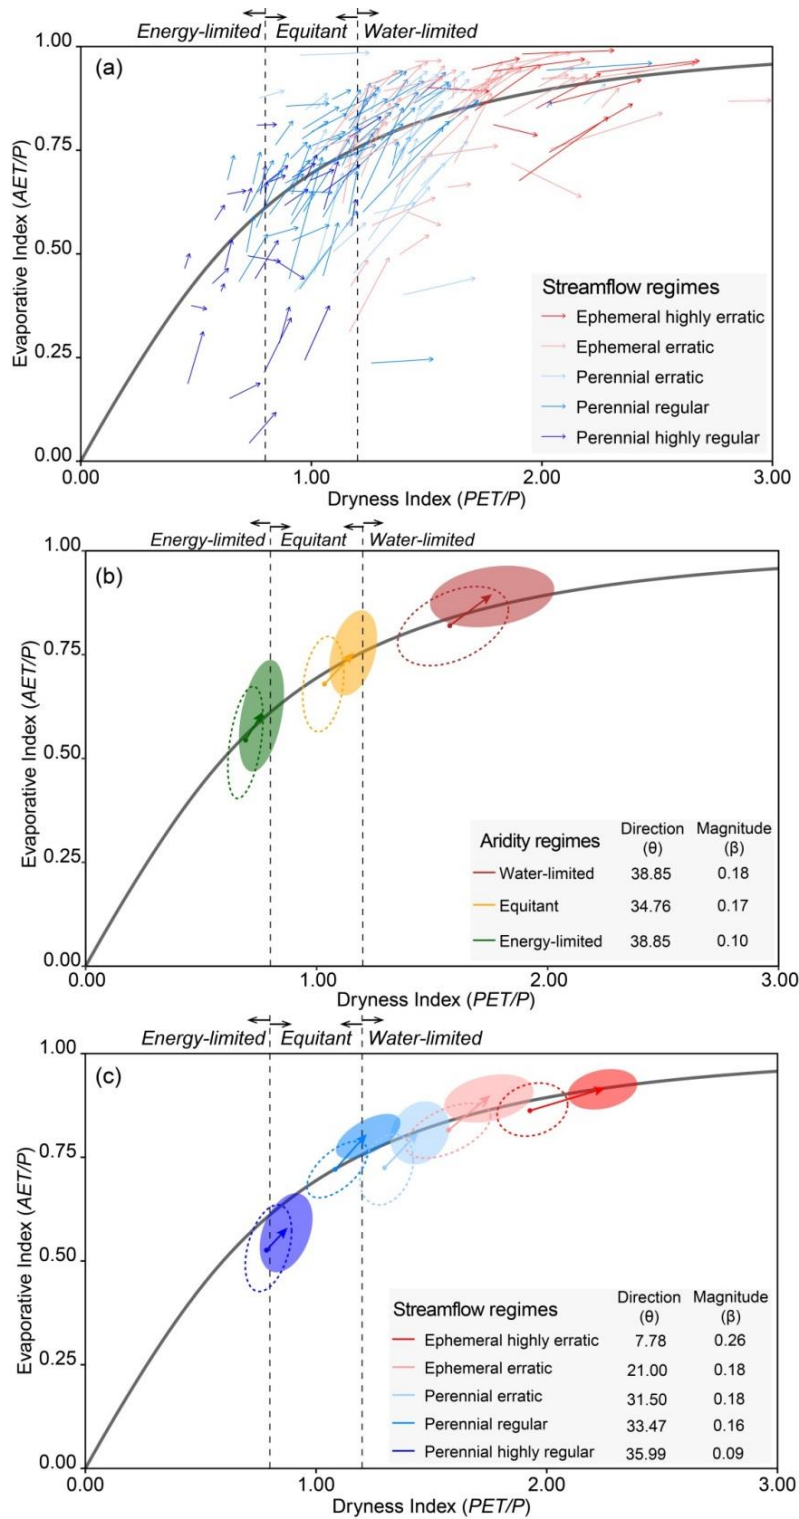 Energy-limited Equitant Water-limited
(a)
1.00
0.75
0.50
0.25
0.00
Evaporative Index (AET/P)
Streamflow regimes
Ephemeral highly erratic
Ephemeral erratic
Perennial erratic
Perennial regular
Perennial highly regular
0.00 1.00 2.00 3.00
Dryness Index (PET/P)
Energy-limited Equitant Water-limited
(b)
1.00
0.75
0.50
0.25
0.00
Evaporative Index (AET/P)
Aridity regimes Direction (θ) Magnitude (β)
Water-limited 38.85 0.18
Equitant 34.76 0.17
Energy-limited 38.85 0.10
0.00 1.00 2.00 3.00
Dryness Index (PET/P)
Energy-limited Equitant Water-limited
(c)
1.00
0.75
0.50
0.25
0.00
Evaporative Index (AET/P)
Streamflow regimes Direction (θ) Magnitude (β)
Ephemeral highly erratic 7.78 0.26
Ephemeral erratic 21.00 0.18
Perennial erratic 31.50 0.18
Perennial regular 33.47 0.16
Perennial highly regular 35.99 0.09
0.00 1.00 2.00 3.00
Dryness Index (PET/P)